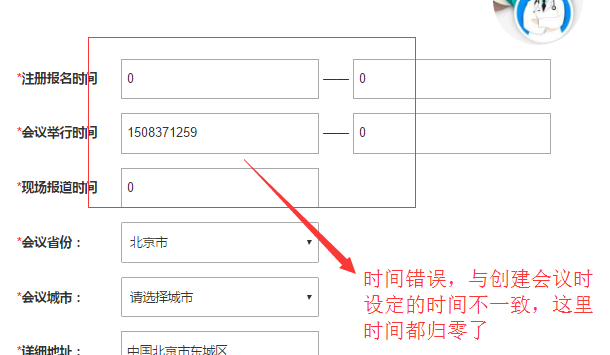 *注册报名时间 0 —— 0
*会议举行时间 1508371259 —— 0
*现场报道时间 0
*会议省份： 北京市
*会议城市： 请选择城市
时间错误，与创建会议时
设定的时间不一致，这里
时间都归零了
*详细地址： 中国北京市东城区